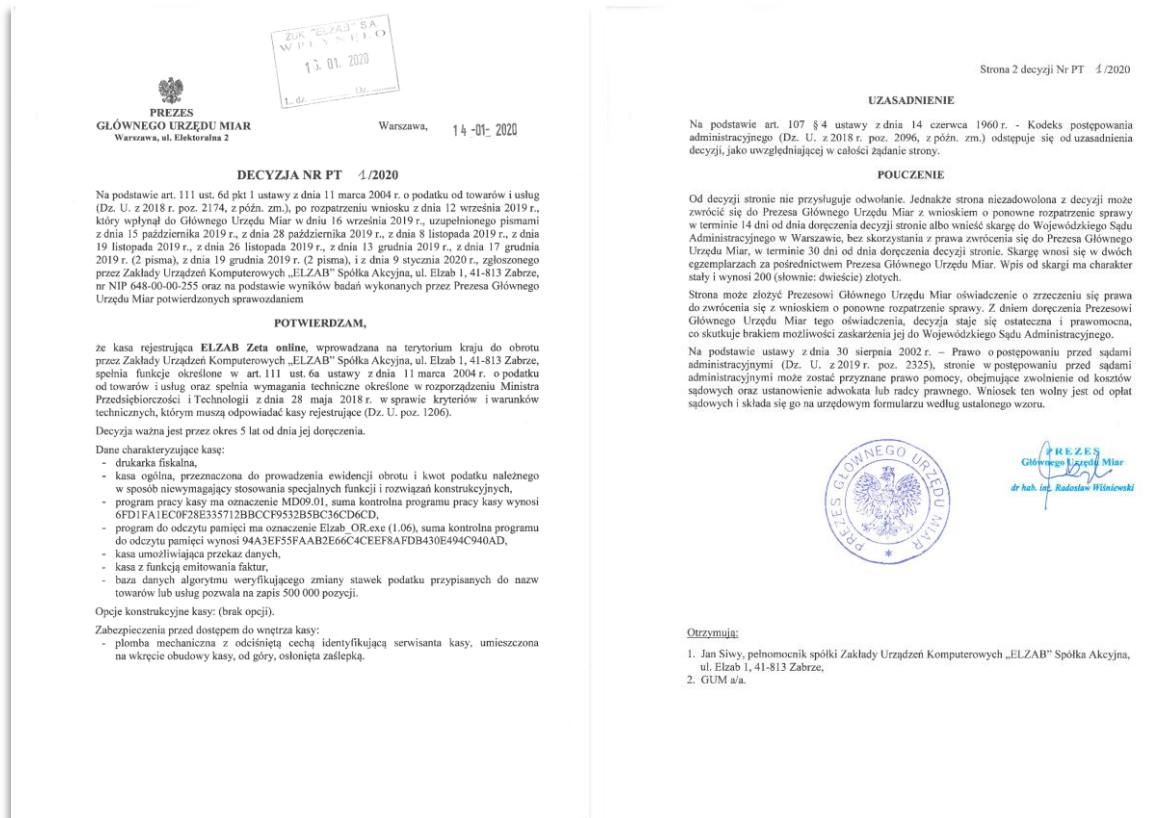 ZUK "ELZAB" S.A.
WPŁYNĘŁO
13. 01. 2020
L. dz. ........ Oz. ........
PREZES
GŁÓWNEGO URZĘDU MIAR
Warszawa, ul. Elektoralna 2
Warszawa, 14 -01- 2020
DECYZJA NR PT 1/2020
Na podstawie art. 111 ust. 6d pkt 1 ustawy z dnia 11 marca 2004 r. o podatku od towarów i usług
(Dz. U. z 2018 r. poz. 2174, z późn. zm.), po rozpatrzeniu wniosku z dnia 12 września 2019 r.,
który wpłynął do Głównego Urzędu Miar w dniu 16 września 2019 r., uzupełnionego pismami
z dnia 15 października 2019 r., z dnia 28 października 2019 r., z dnia 8 listopada 2019 r., z dnia
19 listopada 2019 r., z dnia 26 listopada 2019 r., z dnia 13 grudnia 2019 r., z dnia 17 grudnia
2019 r. (2 pisma), z dnia 19 grudnia 2019 r. (2 pisma), i z dnia 9 stycznia 2020 r., zgłoszonego
przez Zakłady Urządzeń Komputerowych „ELZAB” Spółka Akcyjna, ul. Elzab 1, 41-813 Zabrze,
nr NIP 648-00-00-255 oraz na podstawie wyników badań wykonanych przez Prezesa Głównego
Urzędu Miar potwierdzonych sprawozdaniem
POTWIERDZAM,
że kasa rejestrująca ELZAB Zeta online, wprowadzana na terytorium kraju do obrotu
przez Zakłady Urządzeń Komputerowych „ELZAB” Spółka Akcyjna, ul. Elzab 1, 41-813 Zabrze,
spełnia funkcje określone w art. 111 ust. 6a ustawy z dnia 11 marca 2004 r. o podatku
od towarów i usług oraz spełnia wymagania techniczne określone w rozporządzeniu Ministra
Przedsiębiorczości i Technologii z dnia 28 maja 2018 r. w sprawie kryteriów i warunków
technicznych, którym muszą odpowiadać kasy rejestrujące (Dz. U. poz. 1206).
Decyzja ważna jest przez okres 5 lat od dnia jej doręczenia.
Dane charakteryzujące kasę:
- drukarka fiskalna,
- kasa ogólna, przeznaczona do prowadzenia ewidencji obrotu i kwot podatku należnego
w sposób niewymagający stosowania specjalnych funkcji i rozwiązań konstrukcyjnych,
- program pracy kasy ma oznaczenie MD09.01, suma kontrolna programu pracy kasy wynosi
6FD1FA1EC0F28E335712BBCCF9532B5BC36CD6CD,
- program do odczytu pamięci ma oznaczenie Elzab_OR.exe (1.06), suma kontrolna programu
do odczytu pamięci wynosi 94A3EF55FAAB2E66C4CEEF8AFDB430E494C940AD,
- kasa umożliwiająca przekaz danych,
- kasa z funkcją emitowania faktur,
- baza danych algorytmu weryfikującego zmiany stawek podatku przypisanych do nazw
towarów lub usług pozwala na zapis 500 000 pozycji.
Opcje konstrukcyjne kasy: (brak opcji).
Zabezpieczenia przed dostępem do wnętrza kasy:
- plomba mechaniczna z odciśniętą cechą identyfikującą serwisanta kasy, umieszczona
na wkręcie obudowy kasy, od góry, osłonięta zaślepką.
Strona 2 decyzji Nr PT 1/2020
UZASADNIENIE
Na podstawie art. 107 § 4 ustawy z dnia 14 czerwca 1960 r. - Kodeks postępowania
administracyjnego (Dz. U. z 2018 r. poz. 2096, z późn. zm.) odstępuje się od uzasadnienia
decyzji, jako uwzględniającej w całości żądanie strony.
POUCZENIE
Od decyzji stronie nie przysługuje odwołanie. Jednakże strona niezadowolona z decyzji może
zwrócić się do Prezesa Głównego Urzędu Miar z wnioskiem o ponowne rozpatrzenie sprawy
w terminie 14 dni od dnia doręczenia decyzji stronie albo wnieść skargę do Wojewódzkiego Sądu
Administracyjnego w Warszawie, bez skorzystania z prawa zwrócenia się do Prezesa Głównego
Urzędu Miar, w terminie 30 dni od dnia doręczenia decyzji stronie. Skargę wnosi się w dwóch
egzemplarzach za pośrednictwem Prezesa Głównego Urzędu Miar. Wpis od skargi ma charakter
stały i wynosi 200 (słownie: dwieście) złotych.
Strona może złożyć Prezesowi Głównego Urzędu Miar oświadczenie o zrzeczeniu się prawa
do zwrócenia się z wnioskiem o ponowne rozpatrzenie sprawy. Z dniem doręczenia Prezesowi
Głównego Urzędu Miar tego oświadczenia, decyzja staje się ostateczna i prawomocna,
co skutkuje brakiem możliwości zaskarżenia jej do Wojewódzkiego Sądu Administracyjnego.
Na podstawie ustawy z dnia 30 sierpnia 2002 r. – Prawo o postępowaniu przed sądami
administracyjnymi (Dz. U. z 2019 r. poz. 2325), stronie w postępowaniu przed sądami
administracyjnymi może zostać przyznane prawo pomocy, obejmujące zwolnienie od kosztów
sądowych oraz ustanowienie adwokata lub radcy prawnego. Wniosek ten wolny jest od opłat
sądowych i składa się go na urzędowym formularzu według ustalonego wzoru.
PREZES GŁÓWNEGO URZĘDU MIAR
PREZES
Głównego Urzędu Miar
dr hab. inż. Radosław Wiśniewski
Otrzymują:
1. Jan Siwy, pełnomocnik spółki Zakłady Urządzeń Komputerowych „ELZAB” Spółka Akcyjna,
ul. Elzab 1, 41-813 Zabrze,
2. GUM a/a.